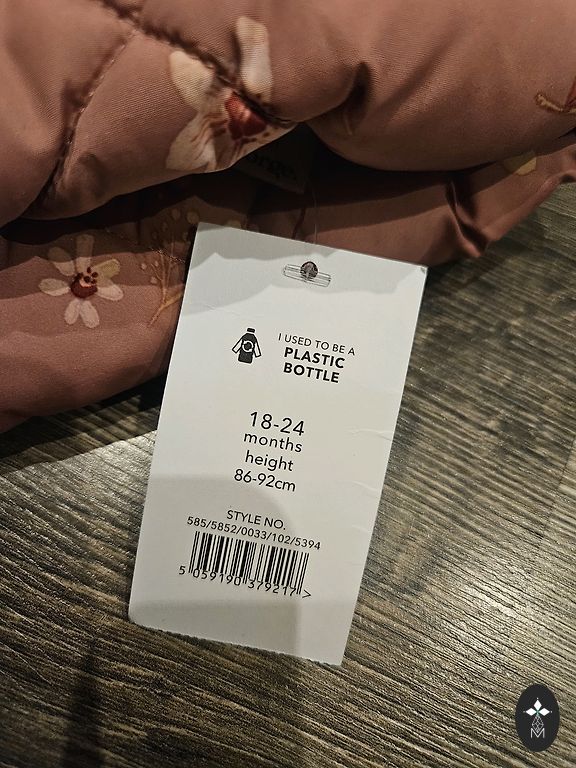 I USED TO BE A
PLASTIC
BOTTLE
18-24
months
height
86-92cm
STYLE NO.
585/5852/0033/102/5394
5 059190 379217 >
M